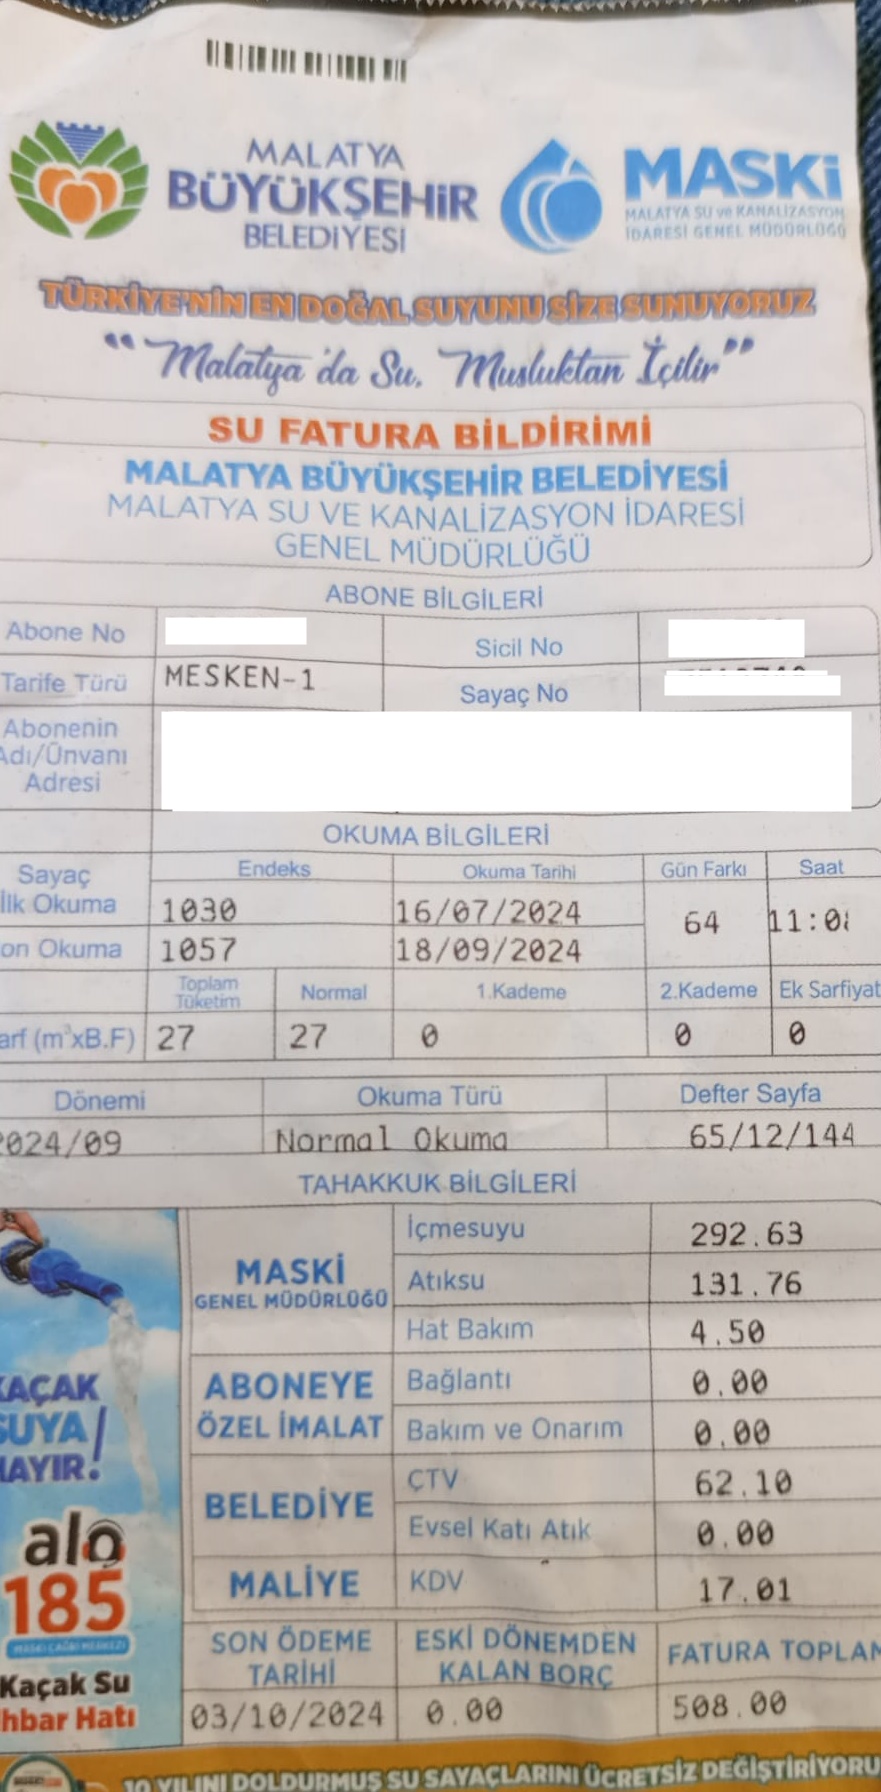 MALATYA
BÜYÜKŞEHİR
BELEDİYESİ
MASKİ
MALATYA SU ve KANALİZASYON
İDARESİ GENEL MÜDÜRLÜĞÜ
TÜRKİYE'NİN EN DOĞAL SUYUNU SİZE SUNUYORUZ
"Malatya'da Su, Musluktan İçilir"
SU FATURA BİLDİRİMİ
MALATYA BÜYÜKŞEHİR BELEDİYESİ
MALATYA SU VE KANALİZASYON İDARESİ
GENEL MÜDÜRLÜĞÜ
ABONE BİLGİLERİ
Abone No Sicil No
Tarife Türü MESKEN-1 Sayaç No
Abonenin
Adı/Ünvanı
Adresi
OKUMA BİLGİLERİ
Sayaç Endeks Okuma Tarihi Gün Farkı Saat
İlk Okuma 1030 16/07/2024 64 11:0
on Okuma 1057 18/09/2024
Toplam Tüketim Normal 1.Kademe 2.Kademe Ek Sarfiyat
arf (m³xB.F) 27 27 0 0 0
Dönemi Okuma Türü Defter Sayfa
2024/09 Normal Okuma 65/12/144
TAHAKKUK BİLGİLERİ
MASKİ
GENEL MÜDÜRLÜĞÜ
İçmesuyu 292.63
Atıksu 131.76
Hat Bakım 4.50
ABONEYE
ÖZEL İMALAT
Bağlantı 0.00
Bakım ve Onarım 0.00
BELEDİYE
ÇTV 62.10
Evsel Katı Atık 0.00
MALİYE KDV 17.01
KAÇAK
SUYA
HAYIR!
alo
185
MASKİ ÇAĞRI MERKEZİ
Kaçak Su
İhbar Hattı
SON ÖDEME
TARİHİ
03/10/2024
ESKİ DÖNEMDEN
KALAN BORÇ
0.00
FATURA TOPLAM
508.00
10 YILINI DOLDURMUŞ SU SAYAÇLARINI ÜCRETSİZ DEĞİŞTİRİYORU